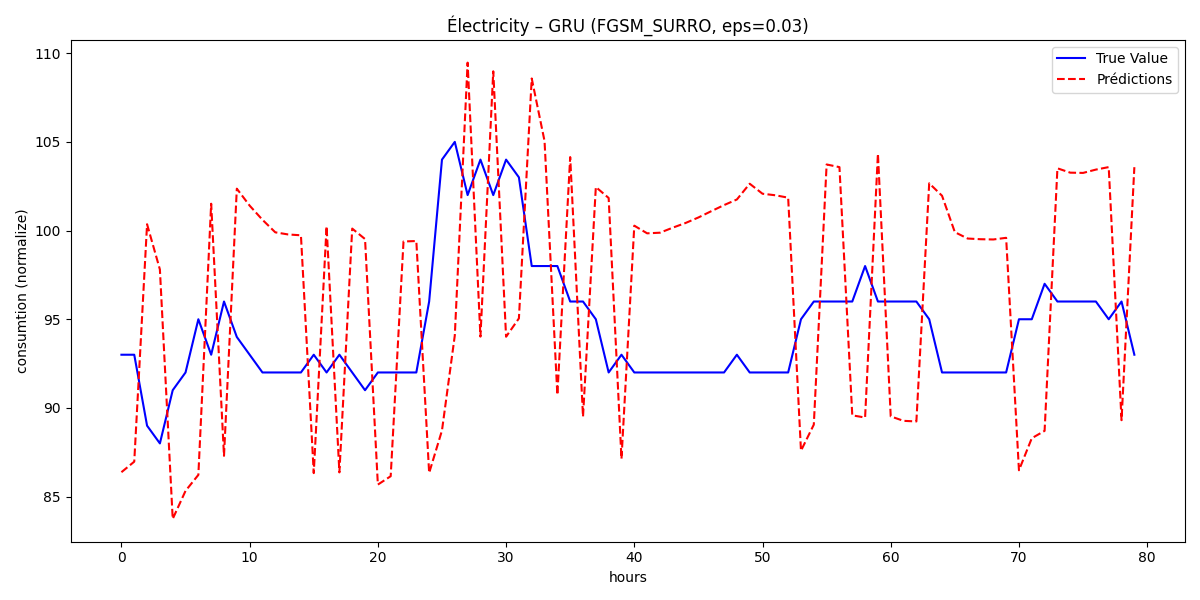 Électricity – GRU (FGSM_SURRO, eps=0.03)
True Value
Prédictions
consumtion (normalize)
110
105
100
95
90
85
0 10 20 30 40 50 60 70 80
hours